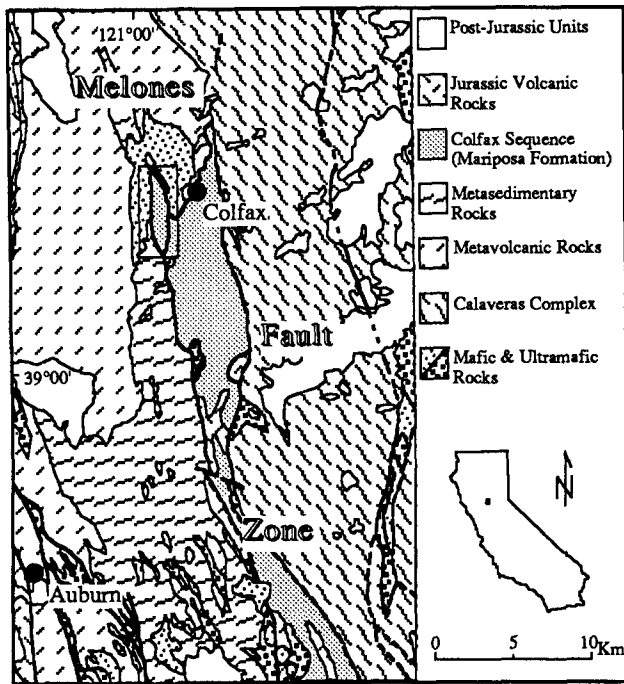 121°00'
Melones
Colfax
Fault
39°00'
Zone
Auburn
Post-Jurassic Units
Jurassic Volcanic
Rocks
Colfax Sequence
(Mariposa Formation)
Metasedimentary
Rocks
Metavolcanic Rocks
Calaveras Complex
Mafic & Ultramafic
Rocks
N
0 5 10 Km